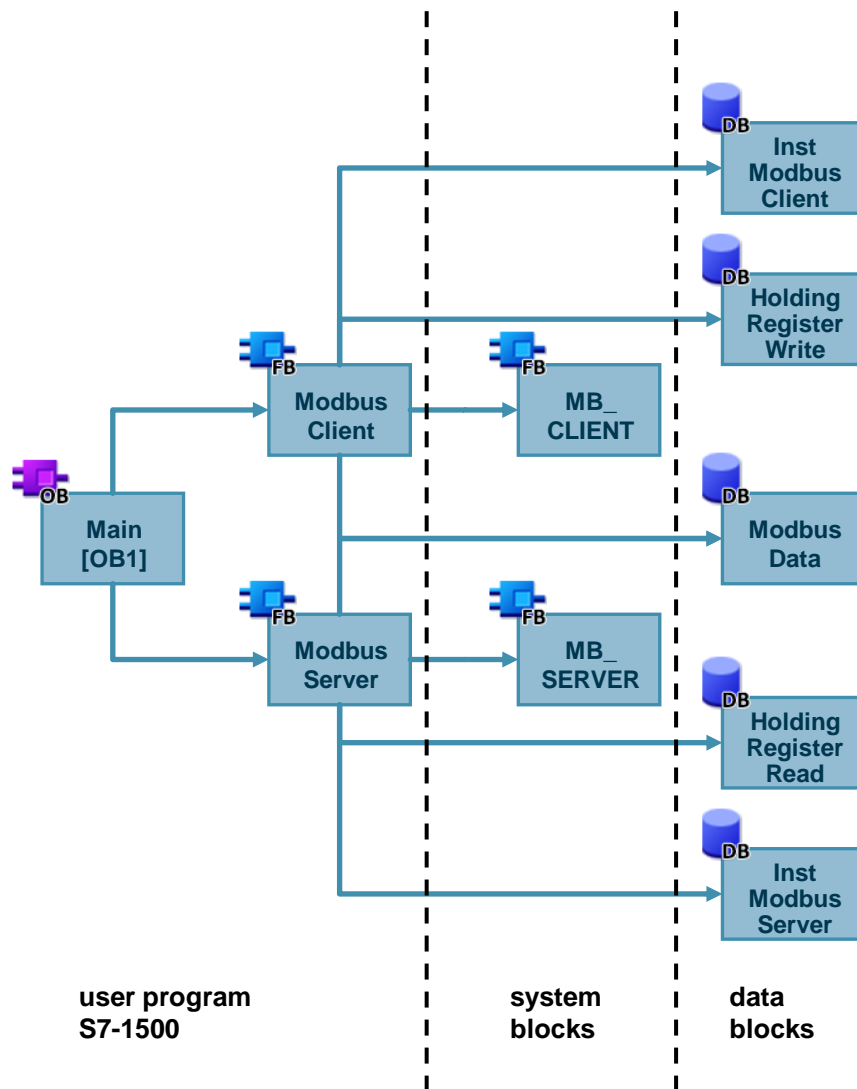 DB
Inst
Modbus
Client
DB
Holding
Register
Write
FB
Modbus
Client
FB
MB_
CLIENT
OB
Main
[OB1]
DB
Modbus
Data
FB
Modbus
Server
FB
MB_
SERVER
DB
Holding
Register
Read
DB
Inst
Modbus
Server
user program
S7-1500
system
blocks
data
blocks